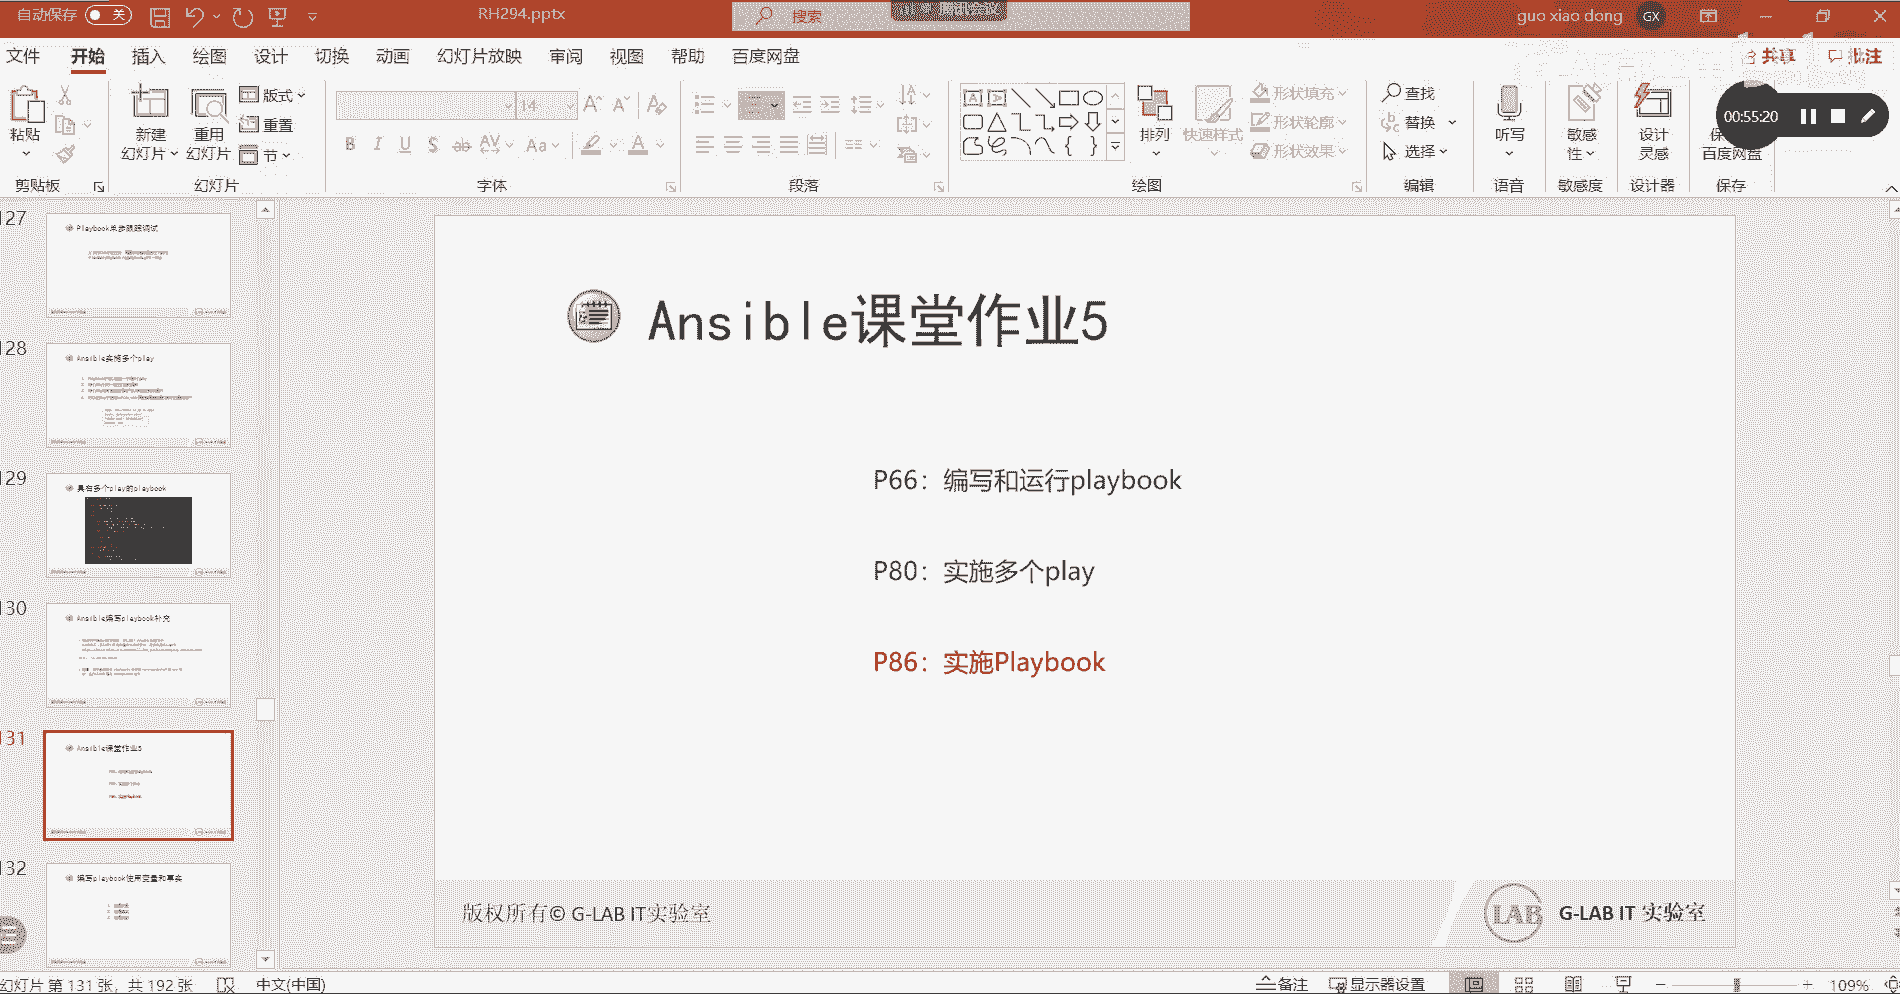 自动保存 关
RH294.pptx
搜索
guo xiao dong GX
文件 开始 插入 绘图 设计 切换 动画 幻灯片放映 审阅 视图 帮助 百度网盘
共享 批注
粘贴
新建
幻灯片
重用
幻灯片
版式
重置
节
14
形状填充
形状轮廓
形状效果
排列
快速样式
查找
替换
选择
听写
敏感
性
设计
灵感
百度网盘
00:55:20
剪贴板 幻灯片 字体 段落 绘图 编辑 语音 敏感度 设计器 保存
127
Playbook单步跟踪调试
128
Ansible实施多个play
129
具有多个play的playbook
130
Ansible编写playbook补充
131
Ansible课堂作业5
132
编写playbook使用变量和事实
Ansible课堂作业5
P66：编写和运行playbook
P80：实施多个play
P86：实施Playbook
版权所有© G-LAB IT实验室
LAB
G-LAB IT 实验室
幻灯片 第 131 张，共 192 张
中文(中国)
备注 显示器设置
109%